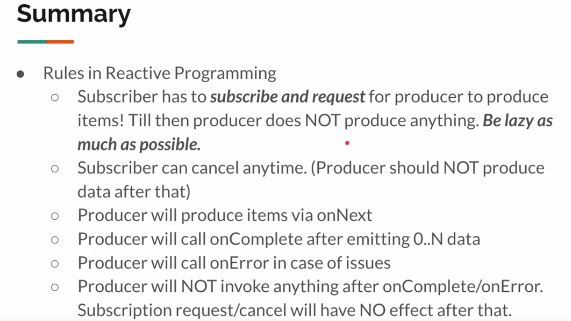 Summary
● Rules in Reactive Programming
○ Subscriber has to subscribe and request for producer to produce
items! Till then producer does NOT produce anything. Be lazy as
much as possible.
○ Subscriber can cancel anytime. (Producer should NOT produce
data after that)
○ Producer will produce items via onNext
○ Producer will call onComplete after emitting 0..N data
○ Producer will call onError in case of issues
○ Producer will NOT invoke anything after onComplete/onError.
Subscription request/cancel will have NO effect after that.